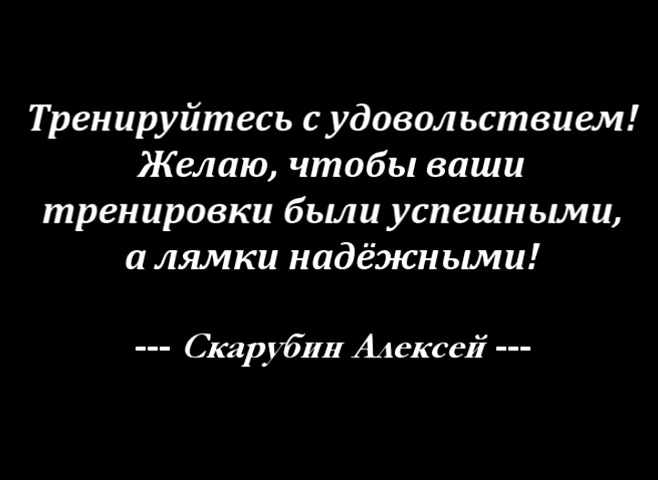 Тренируйтесь с удовольствием!
Желаю, чтобы ваши
тренировки были успешными,
а лямки надёжными!
--- Скарубин Алексей ---